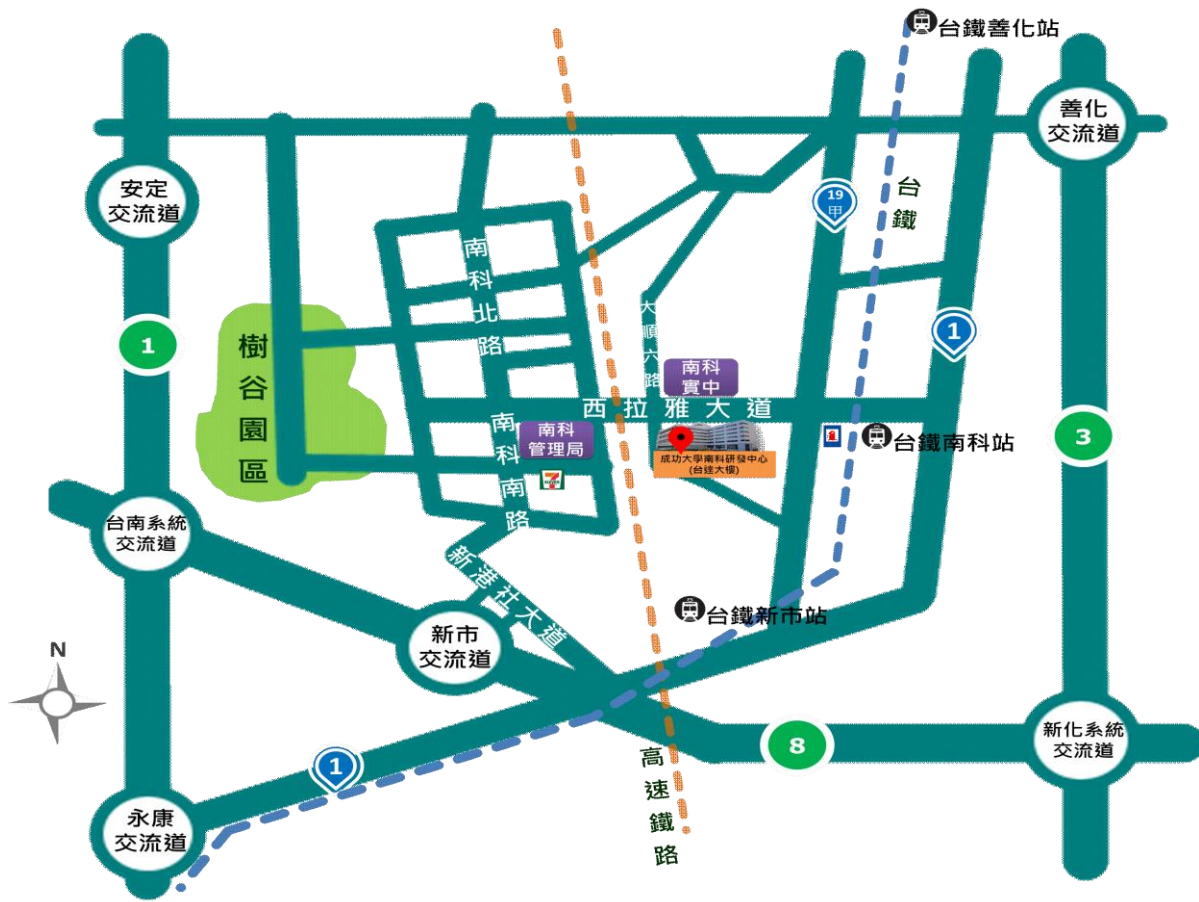 台鐵善化站
善化
交流道
安定
交流道
19
甲
台鐵
南科北路
大順六路
1
1
樹谷園區
南科
實中
西拉雅大道
3
南科
管理局
南科南路
台鐵南科站
成功大學南科研發中心
(台達大樓)
7
ELEVEN
台南系統
交流道
新港社大道
台鐵新市站
新市
交流道
N
新化系統
交流道
8
1
高速鐵路
永康
交流道